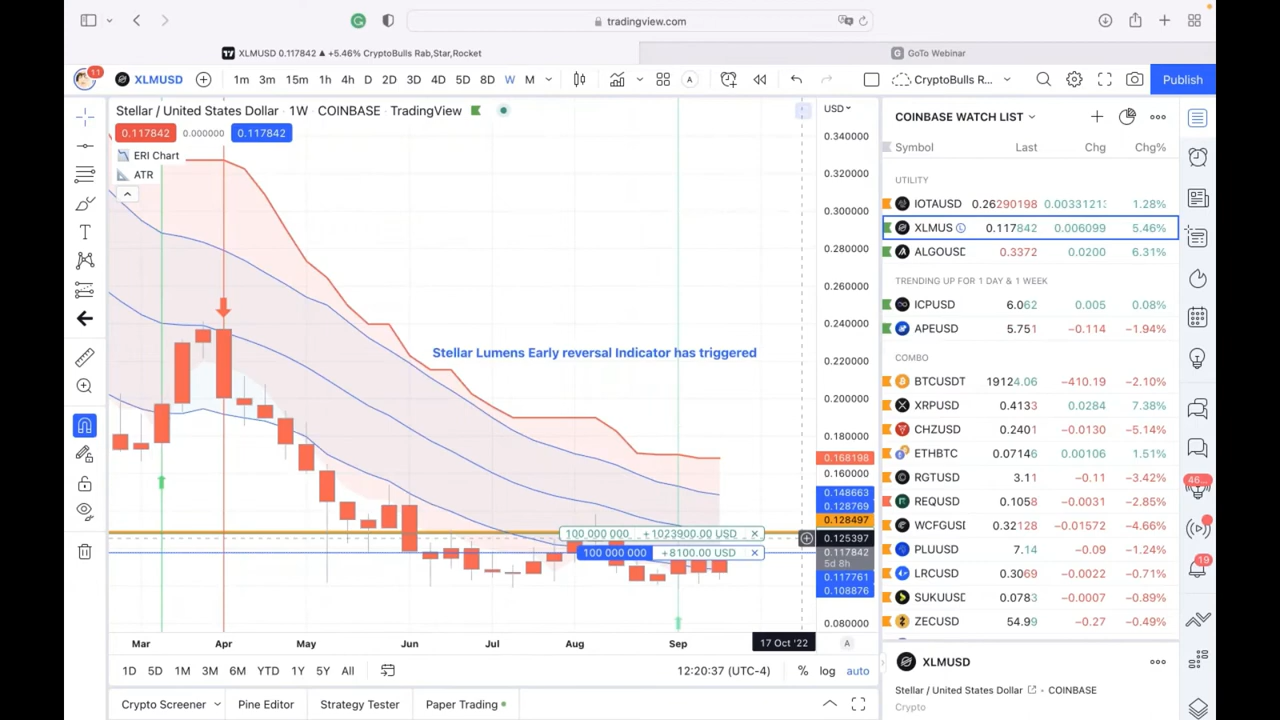 tradingview.com
XLMUSD 0.117842 ▲ +5.46% CryptoBulls Rab,Star,Rocket
GoTo Webinar
11
XLMUSD
1m 3m 15m 1h 4h D 2D 3D 4D 5D 8D W M
CryptoBulls R...
Publish
Stellar / United States Dollar · 1W · COINBASE · TradingView
0.117842 0.000000 0.117842
ERI Chart
ATR
Stellar Lumens Early reversal Indicator has triggered
100 000 000 +1023900.00 USD
100 000 000 +8100.00 USD
USD
0.340000
0.320000
0.300000
0.280000
0.260000
0.240000
0.220000
0.200000
0.180000
0.168198
0.160000
0.148663
0.128769
0.128497
0.125397
0.117842
5d 8h
0.117761
0.108876
0.080000
Mar Apr May Jun Jul Aug Sep 17 Oct '22 A
1D 5D 1M 3M 6M YTD 1Y 5Y All
12:20:37 (UTC-4) % log auto
Crypto Screener Pine Editor Strategy Tester Paper Trading
COINBASE WATCH LIST
Symbol Last Chg Chg%
UTILITY
IOTAUSD 0.26290198 0.0033121 1.28%
XLMUS L 0.117842 0.006099 5.46%
ALGOUSD 0.3372 0.0200 6.31%
TRENDING UP FOR 1 DAY & 1 WEEK
ICPUSD 6.062 0.005 0.08%
APEUSD 5.751 −0.114 −1.94%
COMBO
BTCUSDT 19124.06 −410.19 −2.10%
XRPUSD 0.4133 0.0284 7.38%
CHZUSD 0.2401 −0.0130 −5.14%
ETHBTC 0.07146 0.00106 1.51%
RGTUSD 3.11 −0.11 −3.42%
REQUSD 0.1058 −0.0031 −2.85%
WCFGUSI 0.32128 −0.01572 −4.66%
PLUUSD 7.14 −0.09 −1.24%
LRCUSD 0.3069 −0.0022 −0.71%
SUKUUSD 0.0783 −0.0007 −0.89%
ZECUSD 54.99 −0.27 −0.49%
XLMUSD
Stellar / United States Dollar · COINBASE
Crypto
46...
19